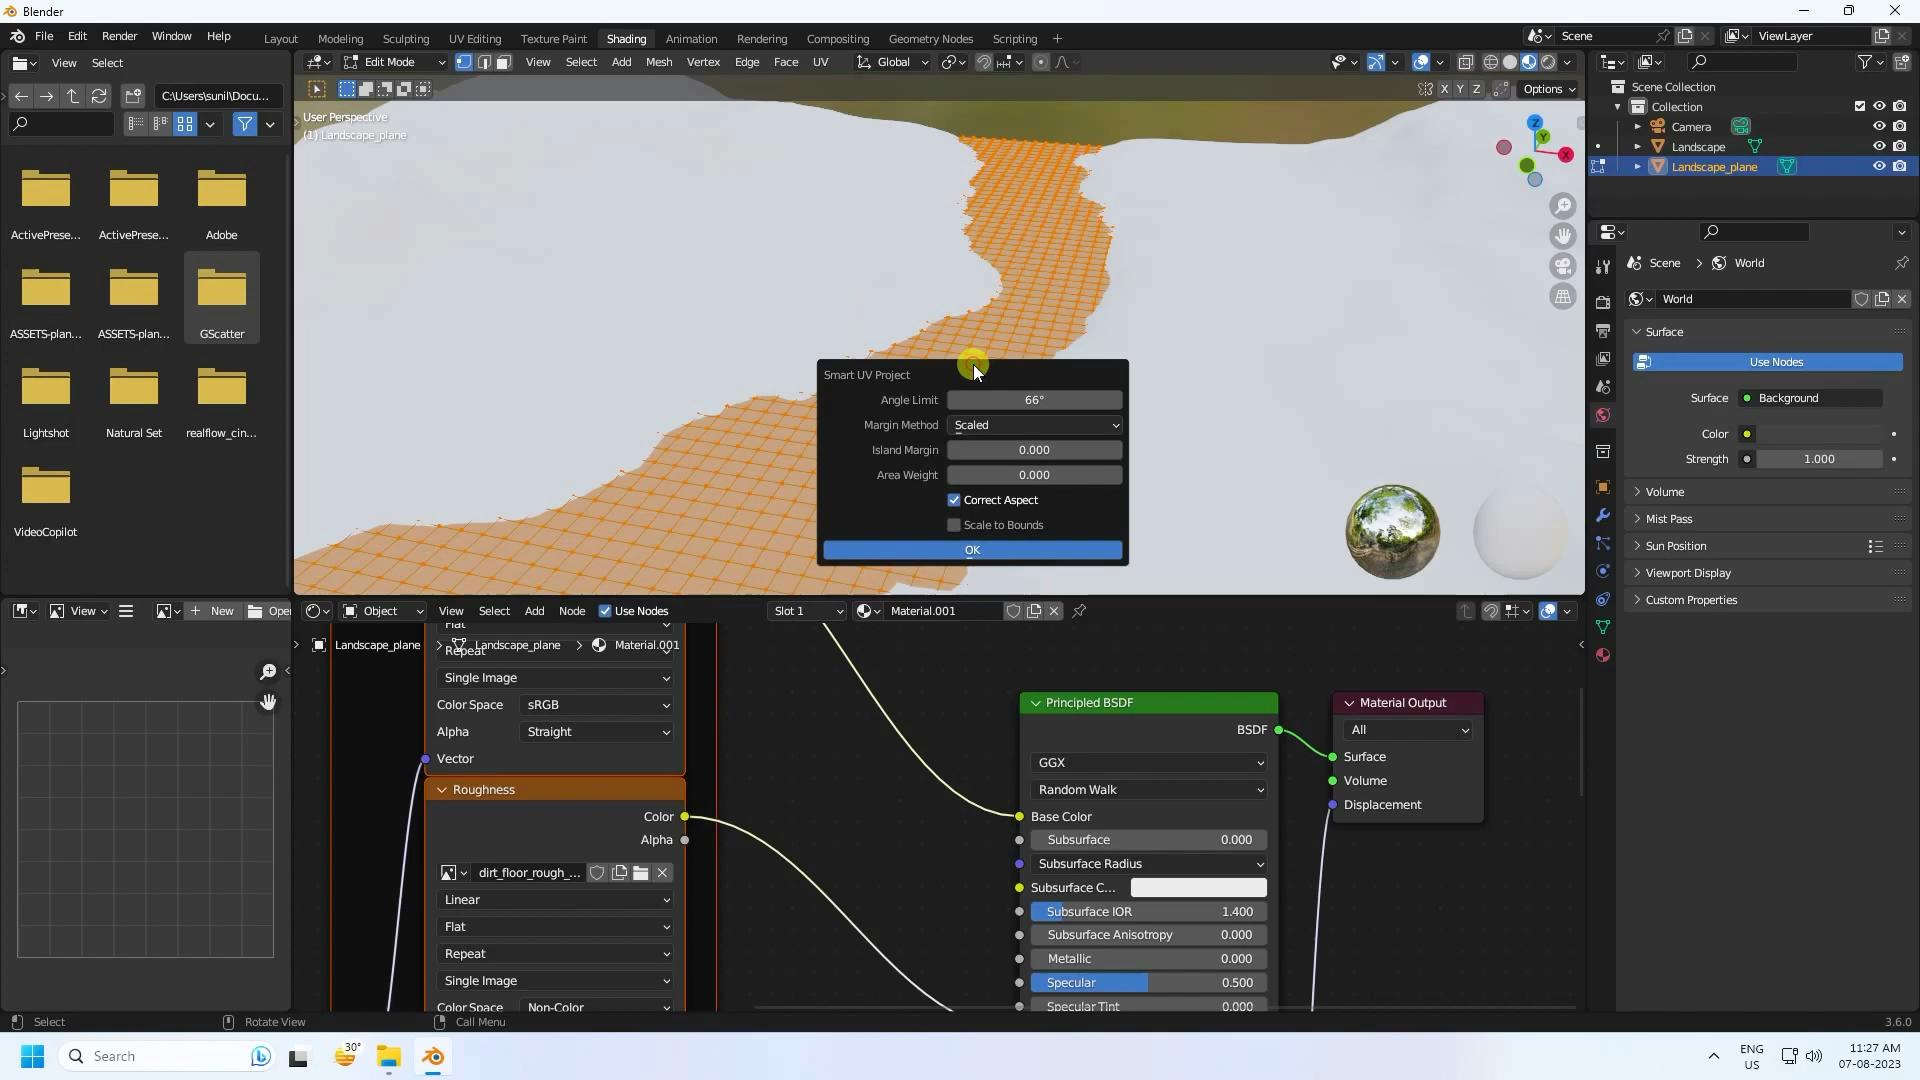 Blender
File Edit Render Window Help
Layout Modeling Sculpting UV Editing Texture Paint Shading Animation Rendering Compositing Geometry Nodes Scripting +
Scene
ViewLayer
View Select
Edit Mode
View Select Add Mesh Vertex Edge Face UV
Global
C:\Users\sunil\Docu...
X Y Z
Options
User Perspective
(1) Landscape_plane
Z
Y
X
ActivePrese...
ActivePrese...
Adobe
ASSETS-plan...
ASSETS-plan...
GScatter
Lightshot
Natural Set
realflow_cin...
VideoCopilot
Smart UV Project
Angle Limit 66°
Margin Method Scaled
Island Margin 0.000
Area Weight 0.000
Correct Aspect
Scale to Bounds
OK
Scene Collection
Collection
Camera
Landscape
Landscape_plane
Scene > World
World
Surface
Use Nodes
Surface Background
Color
Strength 1.000
Volume
Mist Pass
Sun Position
Viewport Display
Custom Properties
View
New
Open
Object
View Select Add Node Use Nodes
Slot 1
Material.001
Flat
Landscape_plane > Landscape_plane > Material.001
Repeat
Single Image
Color Space sRGB
Alpha Straight
Vector
Roughness
Color
Alpha
dirt_floor_rough_...
Linear
Flat
Repeat
Single Image
Color Space Non-Color
Principled BSDF
BSDF
GGX
Random Walk
Base Color
Subsurface 0.000
Subsurface Radius
Subsurface C...
Subsurface IOR 1.400
Subsurface Anisotropy 0.000
Metallic 0.000
Specular 0.500
Specular Tint 0.000
Material Output
All
Surface
Volume
Displacement
Select
Rotate View
Call Menu
3.6.0
Search
30°
ENG
US
11:27 AM
07-08-2023